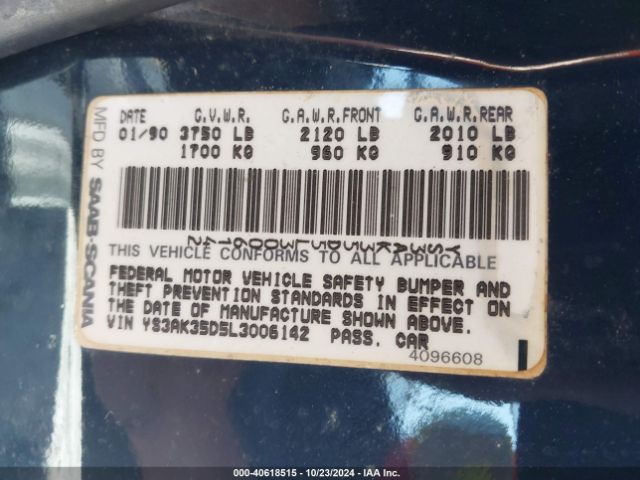 MFD BY SAAB-SCANIA
DATE G.V.W.R. G.A.W.R.FRONT G.A.W.R.REAR
01/90 3750 LB 2120 LB 2010 LB
1700 KG 960 KG 910 KG
YS3AK35D5L3006142
THIS VEHICLE CONFORMS TO ALL APPLICABLE
FEDERAL MOTOR VEHICLE SAFETY BUMPER AND
THEFT PREVENTION STANDARDS IN EFFECT ON
THE DATE OF MANUFACTURE SHOWN ABOVE.
VIN YS3AK35D5L3006142 PASS. CAR
4096608
000-40618515 - 10/23/2024 - IAA Inc.